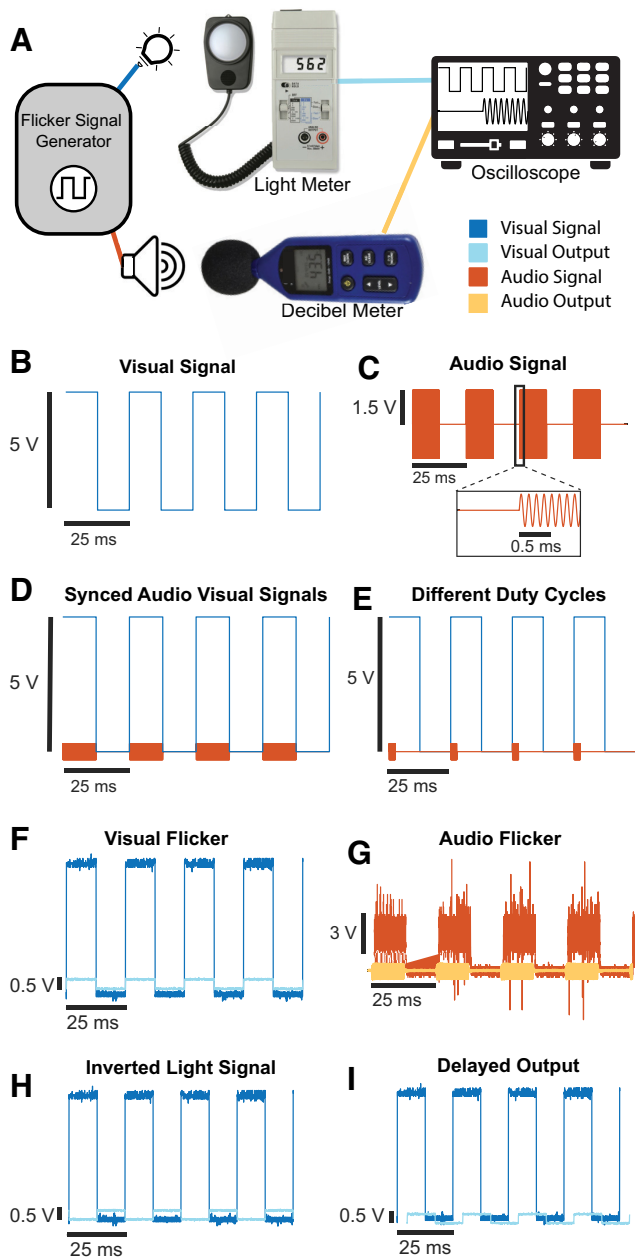 A
Flicker Signal
Generator
562
Light Meter
Oscilloscope
Decibel Meter
Visual Signal
Visual Output
Audio Signal
Audio Output
B
Visual Signal
5 V
25 ms
C
Audio Signal
1.5 V
25 ms
0.5 ms
D
Synced Audio Visual Signals
5 V
25 ms
E
Different Duty Cycles
5 V
25 ms
F
Visual Flicker
0.5 V
25 ms
G
Audio Flicker
3 V
25 ms
H
Inverted Light Signal
0.5 V
25 ms
I
Delayed Output
0.5 V
25 ms